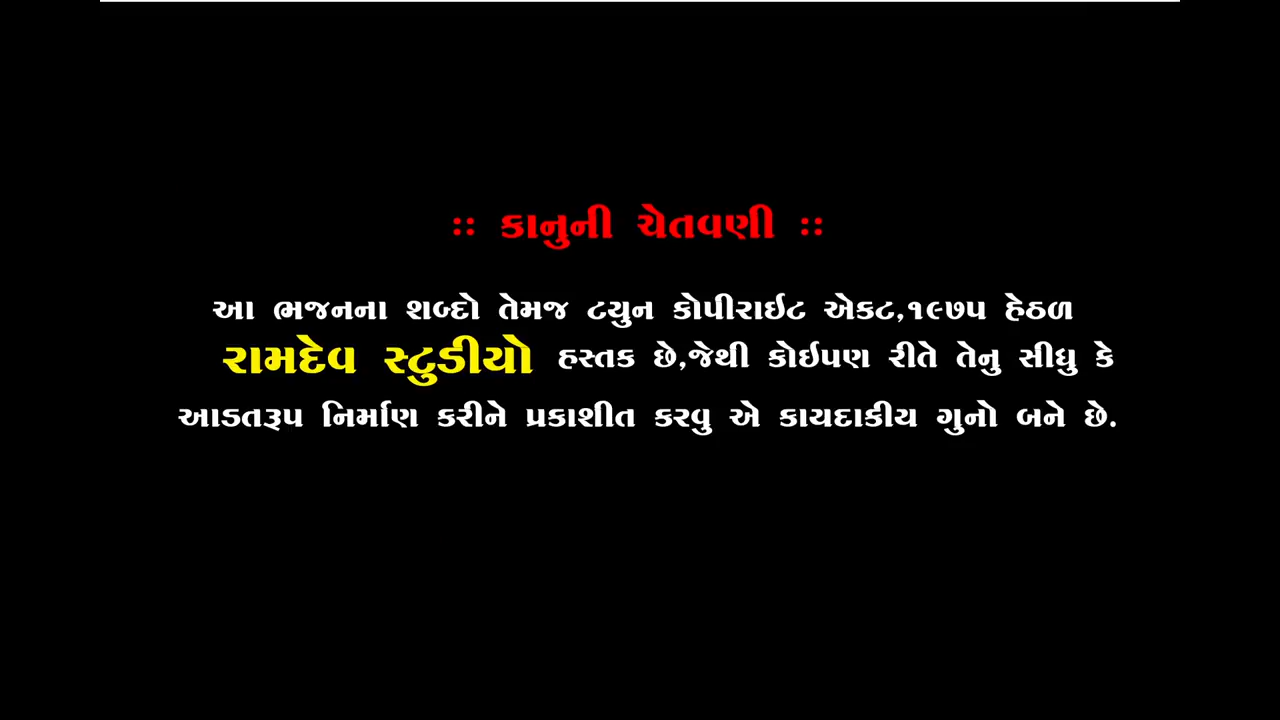 :: કાનુની ચેતવણી ::
આ ભજનના શબ્દો તેમજ ટયુન કોપીરાઈટ એકટ,૧૯૭૫ હેઠળ
રામદેવ સ્ટુડીયો હસ્તક છે,જેથી કોઈપણ રીતે તેનુ સીધુ કે
આડતરૂપ નિર્માણ કરીને પ્રકાશીત કરવુ એ કાયદાકીય ગુનો બને છે.